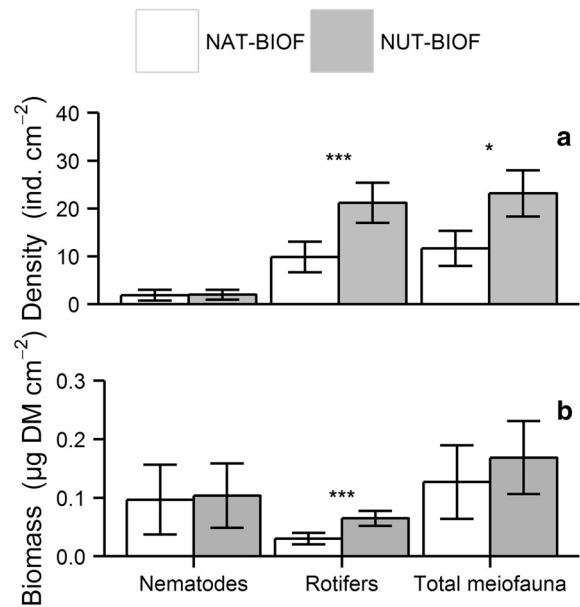 NAT-BIOF NUT-BIOF
a
Density (ind. cm⁻²)
40
30
20
10
0
*** *
b
Biomass (µg DM cm⁻²)
0.3
0.2
0.1
0.0
***
Nematodes Rotifers Total meiofauna